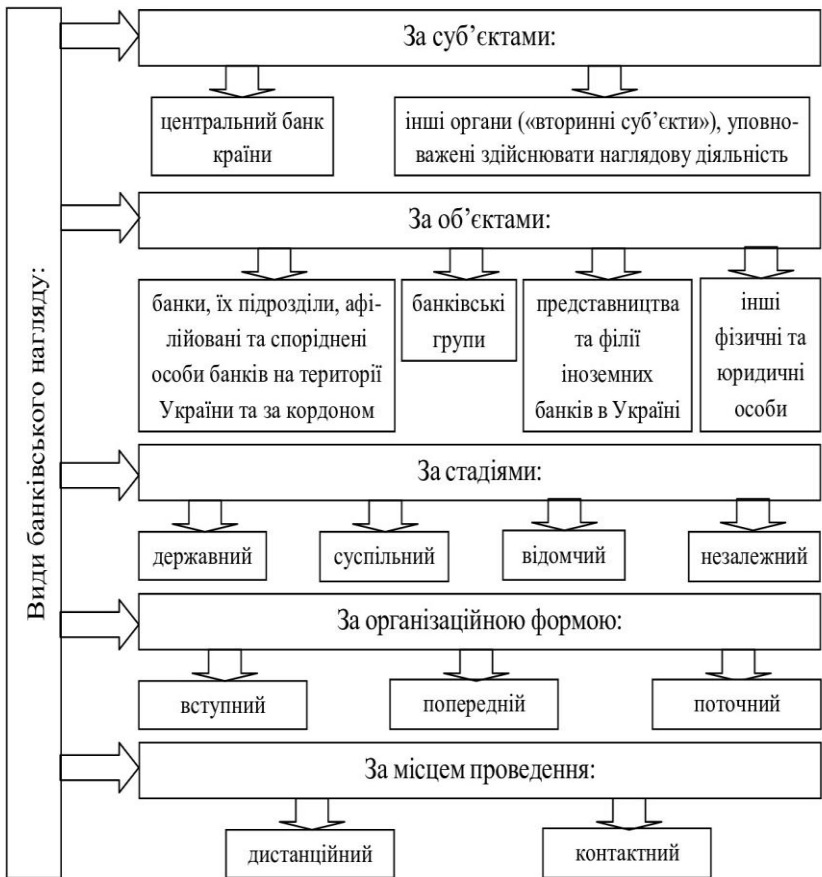 Види банківського нагляду:
За суб’єктами:
центральний банк
країни
інші органи («вторинні суб’єкти»), уповно-
важені здійснювати наглядову діяльність
За об’єктами:
банки, їх підрозділи, афі-
лійовані та споріднені
особи банків на території
України та за кордоном
банківські
групи
представництва
та філії
іноземних
банків в Україні
інші
фізичні та
юридичні
особи
За стадіями:
державний
суспільний
відомчий
незалежний
За організаційною формою:
вступний
попередній
поточний
За місцем проведення:
дистанційний
контактний